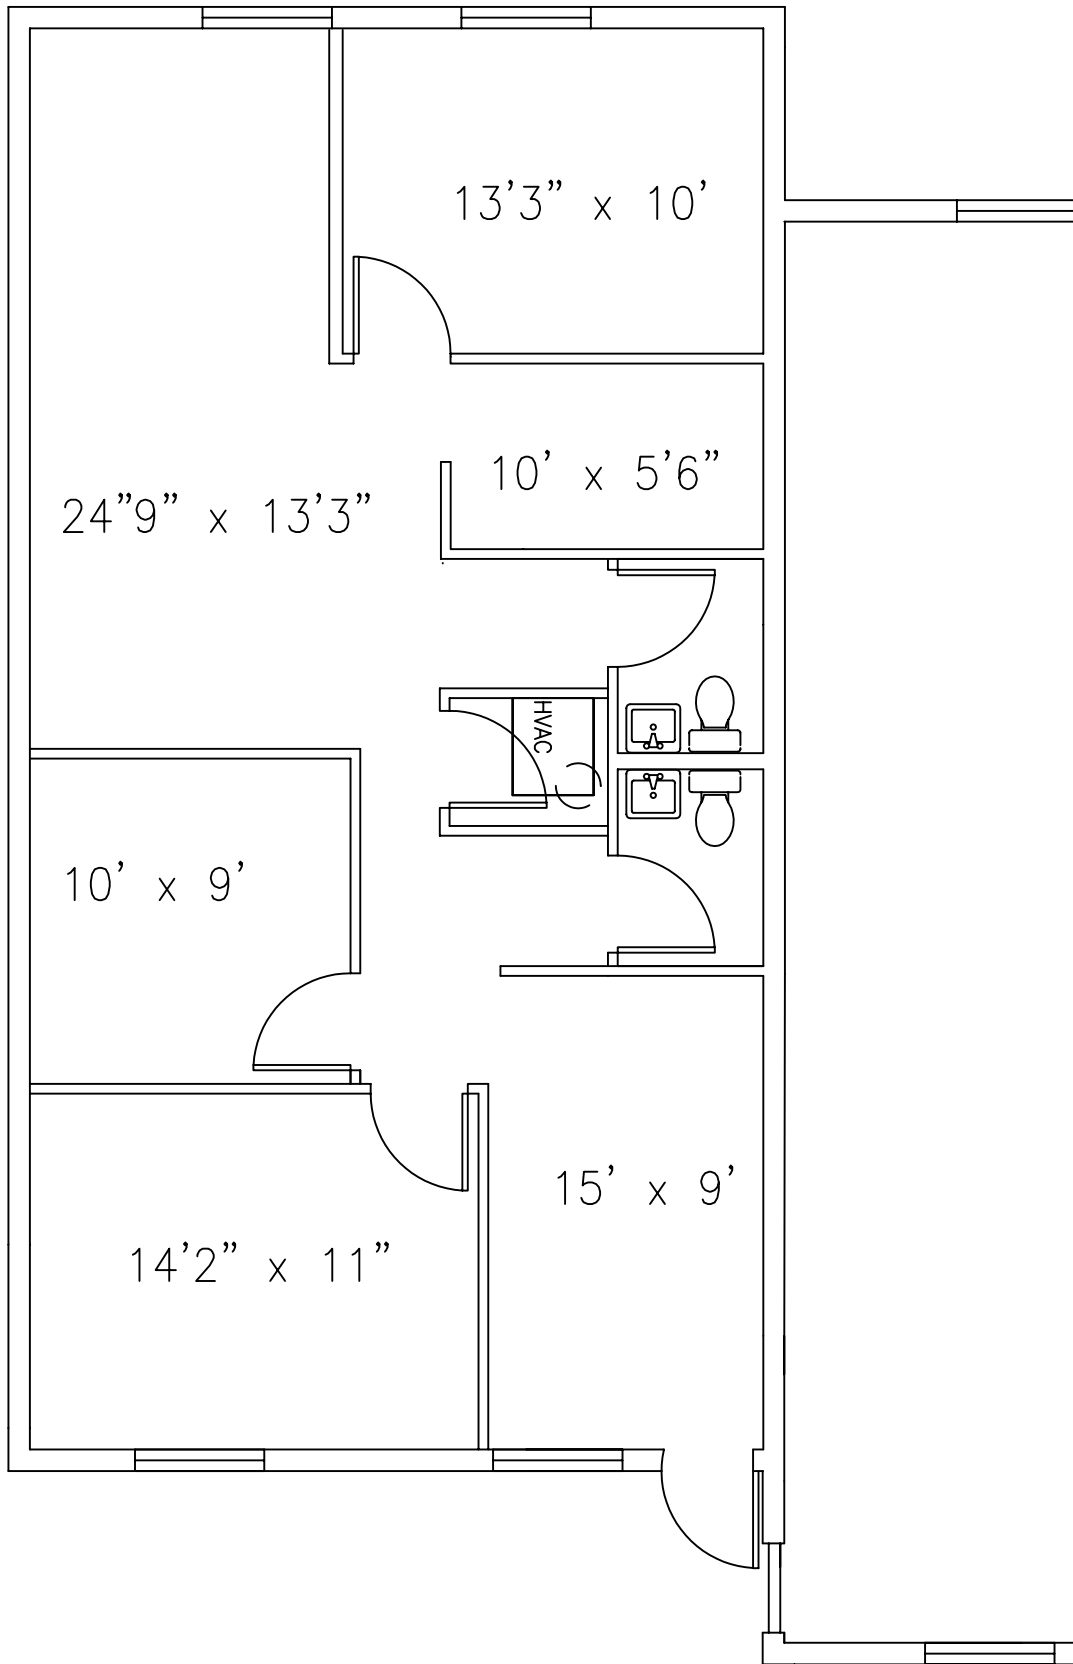 13'3” x 10'
10' x 5'6”
24”9” x 13'3”
HVAC
10' x 9'
15' x 9'
14'2” x 11”